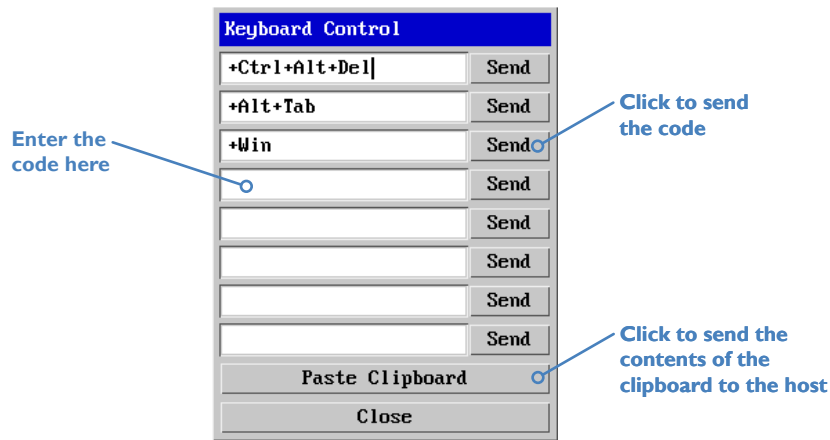 Keyboard Control
+Ctrl+Alt+Del Send
+Alt+Tab Send
+Win Send
Send
Send
Send
Send
Send
Paste Clipboard
Close
Enter the
code here
Click to send
the code
Click to send the
contents of the
clipboard to the host